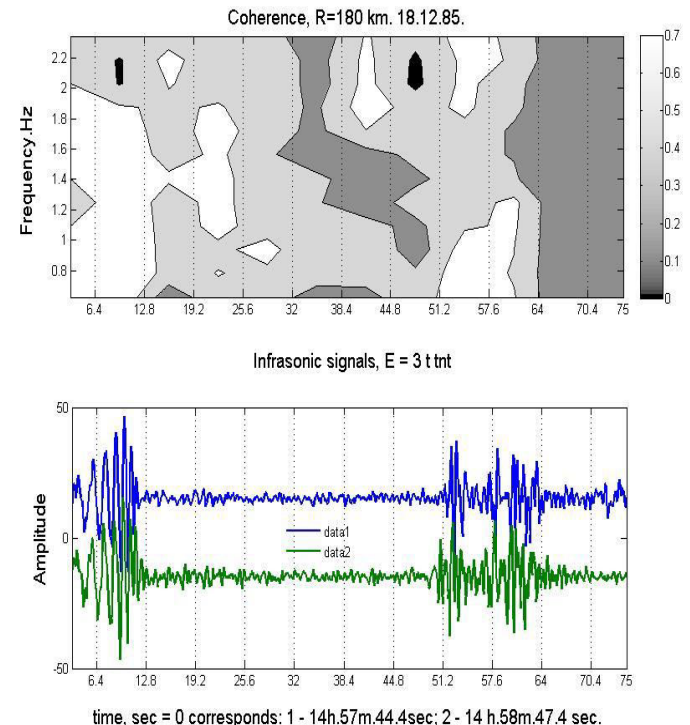 Coherence, R=180 km. 18.12.85.
Frequency.Hz
2.2
2
1.8
1.6
1.4
1.2
1
0.8
6.4 12.8 19.2 25.6 32 38.4 44.8 51.2 57.6 64 70.4 75
0.7
0.6
0.5
0.4
0.3
0.2
0.1
0
Infrasonic signals, E = 3 t tnt
Amplitude
50
0
-50
data1
data2
6.4 12.8 19.2 25.6 32 38.4 44.8 51.2 57.6 64 70.4 75
time. sec = 0 corresponds: 1 - 14h.57m.44.4sec; 2 - 14 h.58m.47.4 sec.